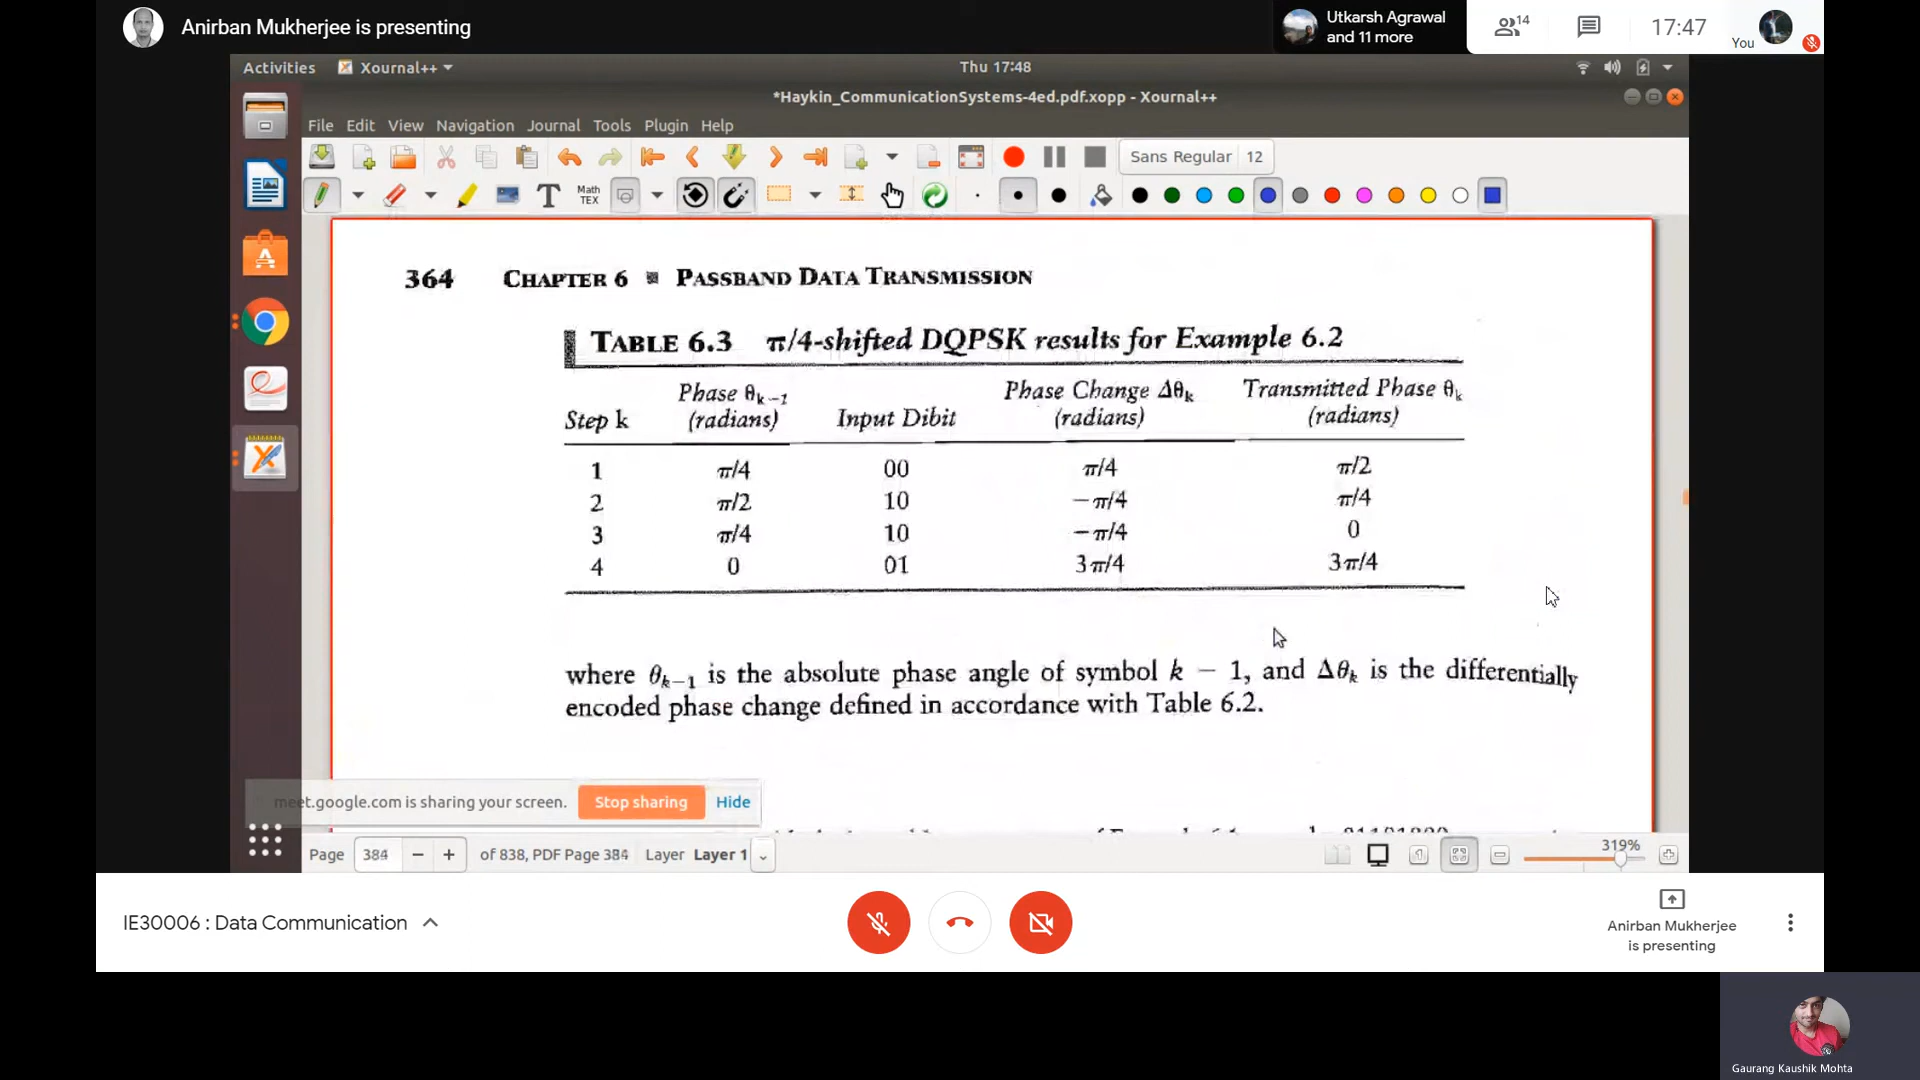 Anirban Mukherjee is presenting
Utkarsh Agrawal
and 11 more
14
17:47
You
Activities
Xournal++
Thu 17:48
*Haykin_CommunicationSystems-4ed.pdf.xopp - Xournal++
File Edit View Navigation Journal Tools Plugin Help
Sans Regular 12
T
Math
TEX
364 CHAPTER 6 PASSBAND DATA TRANSMISSION
TABLE 6.3 π/4-shifted DQPSK results for Example 6.2
Phase θk−1 Phase Change Δθk Transmitted Phase θk
Step k (radians) Input Dibit (radians) (radians)
1 π/4 00 π/4 π/2
2 π/2 10 −π/4 π/4
3 π/4 10 −π/4 0
4 0 01 3π/4 3π/4
where θk−1 is the absolute phase angle of symbol k − 1, and Δθk is the differentially
encoded phase change defined in accordance with Table 6.2.
meet.google.com is sharing your screen. Stop sharing Hide
Page 384 − + of 838, PDF Page 384 Layer Layer 1
319%
IE30006 : Data Communication
Anirban Mukherjee
is presenting
Gaurang Kaushik Mohta